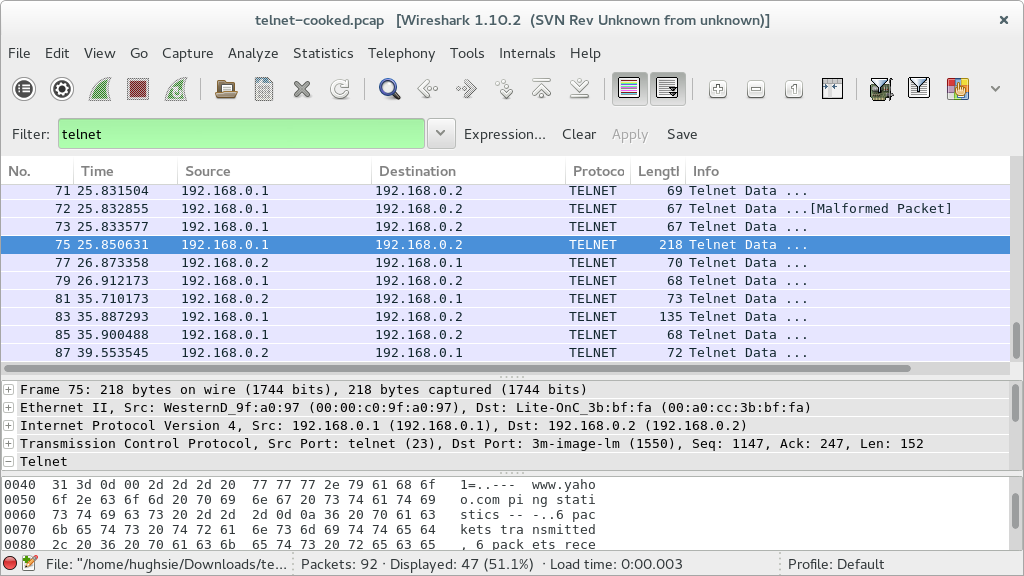 telnet-cooked.pcap [Wireshark 1.10.2 (SVN Rev Unknown from unknown)]
File Edit View Go Capture Analyze Statistics Telephony Tools Internals Help
Filter: telnet Expression... Clear Apply Save
No. Time Source Destination Protoco Lengtl Info
71 25.831504 192.168.0.1 192.168.0.2 TELNET 69 Telnet Data ...
72 25.832855 192.168.0.1 192.168.0.2 TELNET 67 Telnet Data ...[Malformed Packet]
73 25.833577 192.168.0.1 192.168.0.2 TELNET 67 Telnet Data ...
75 25.850631 192.168.0.1 192.168.0.2 TELNET 218 Telnet Data ...
77 26.873358 192.168.0.2 192.168.0.1 TELNET 70 Telnet Data ...
79 26.912173 192.168.0.1 192.168.0.2 TELNET 68 Telnet Data ...
81 35.710173 192.168.0.2 192.168.0.1 TELNET 73 Telnet Data ...
83 35.887293 192.168.0.1 192.168.0.2 TELNET 135 Telnet Data ...
85 35.900488 192.168.0.1 192.168.0.2 TELNET 68 Telnet Data ...
87 39.553545 192.168.0.2 192.168.0.1 TELNET 72 Telnet Data ...
Frame 75: 218 bytes on wire (1744 bits), 218 bytes captured (1744 bits)
Ethernet II, Src: WesternD_9f:a0:97 (00:00:c0:9f:a0:97), Dst: Lite-OnC_3b:bf:fa (00:a0:cc:3b:bf:fa)
Internet Protocol Version 4, Src: 192.168.0.1 (192.168.0.1), Dst: 192.168.0.2 (192.168.0.2)
Transmission Control Protocol, Src Port: telnet (23), Dst Port: 3m-image-lm (1550), Seq: 1147, Ack: 247, Len: 152
Telnet
0040 31 3d 0d 00 2d 2d 2d 20 77 77 77 2e 79 61 68 6f 1=..--- www.yaho
0050 6f 2e 63 6f 6d 20 70 69 6e 67 20 73 74 61 74 69 o.com pi ng stati
0060 73 74 69 63 73 20 2d 2d 2d 0d 0a 36 20 70 61 63 stics -- -..6 pac
0070 6b 65 74 73 20 74 72 61 6e 73 6d 69 74 74 65 64 kets tra nsmitted
0080 2c 20 36 20 70 61 63 6b 65 74 73 20 72 65 63 65 , 6 pack ets rece
File: "/home/hughsie/Downloads/te... Packets: 92 · Displayed: 47 (51.1%) · Load time: 0:00.003 Profile: Default